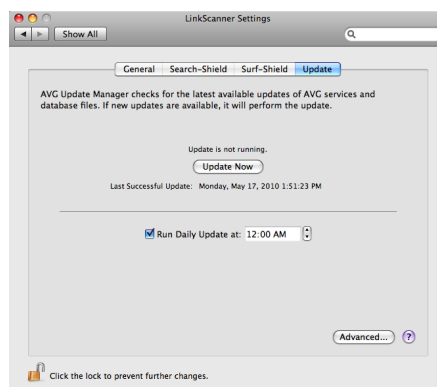 LinkScanner Settings
Show All
General Search-Shield Surf-Shield Update
AVG Update Manager checks for the latest available updates of AVG services and
database files. If new updates are available, it will perform the update.
Update is not running.
Update Now
Last Successful Update: Monday, May 17, 2010 1:51:23 PM
Run Daily Update at: 12:00 AM
Advanced... ?
Click the lock to prevent further changes.